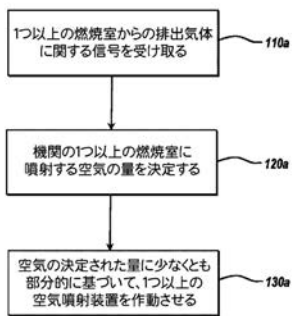 1つ以上の燃焼室からの排出気体
に関する信号を受け取る
110a
機関の1つ以上の燃焼室に
噴射する空気の量を決定する
120a
空気の決定された量に少なくとも
部分的に基づいて、1つ以上の
空気噴射装置を作動させる
130a